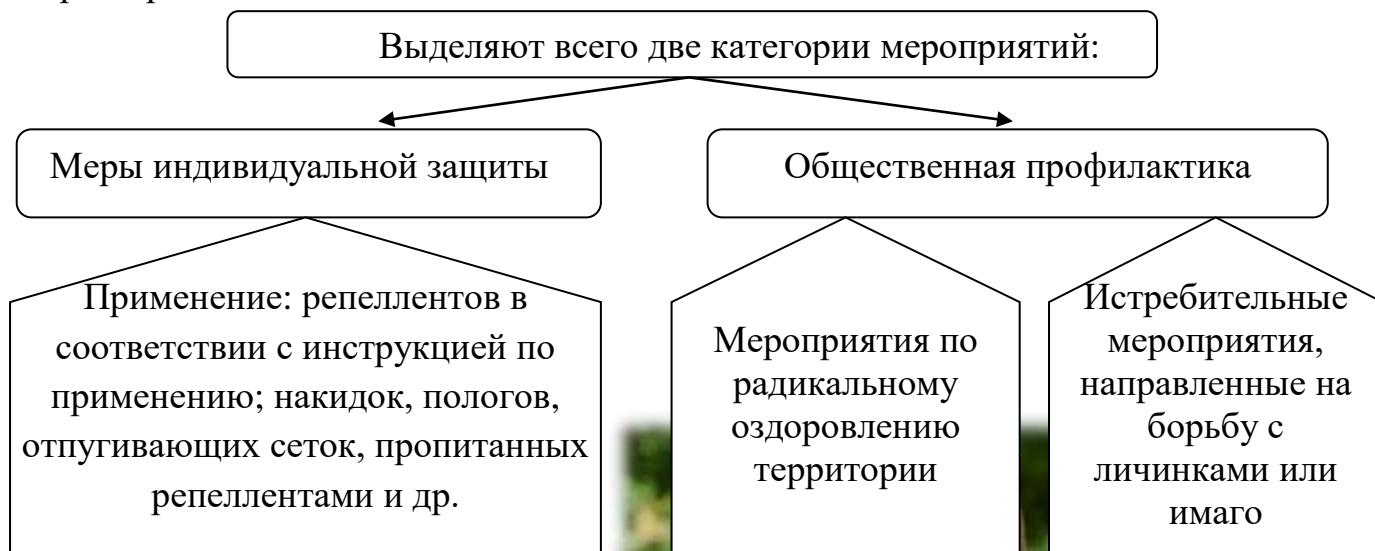 Выделяют всего две категории мероприятий:
Меры индивидуальной защиты
Общественная профилактика
Применение: репеллентов в
соответствии с инструкцией по
применению; накидок, пологов,
отпугивающих сеток, пропитанных
репеллентами и др.
Мероприятия по
радикальному
оздоровлению
территории
Истребительные
мероприятия,
направленные на
борьбу с
личинками или
имаго